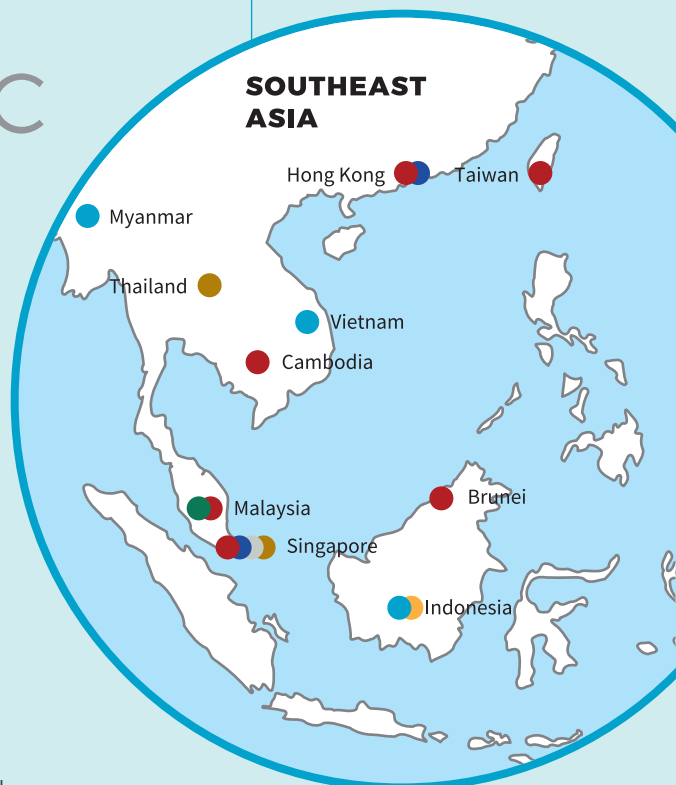 C
SOUTHEAST
ASIA
Hong Kong
Taiwan
Myanmar
Thailand
Vietnam
Cambodia
Malaysia
Brunei
Singapore
Indonesia